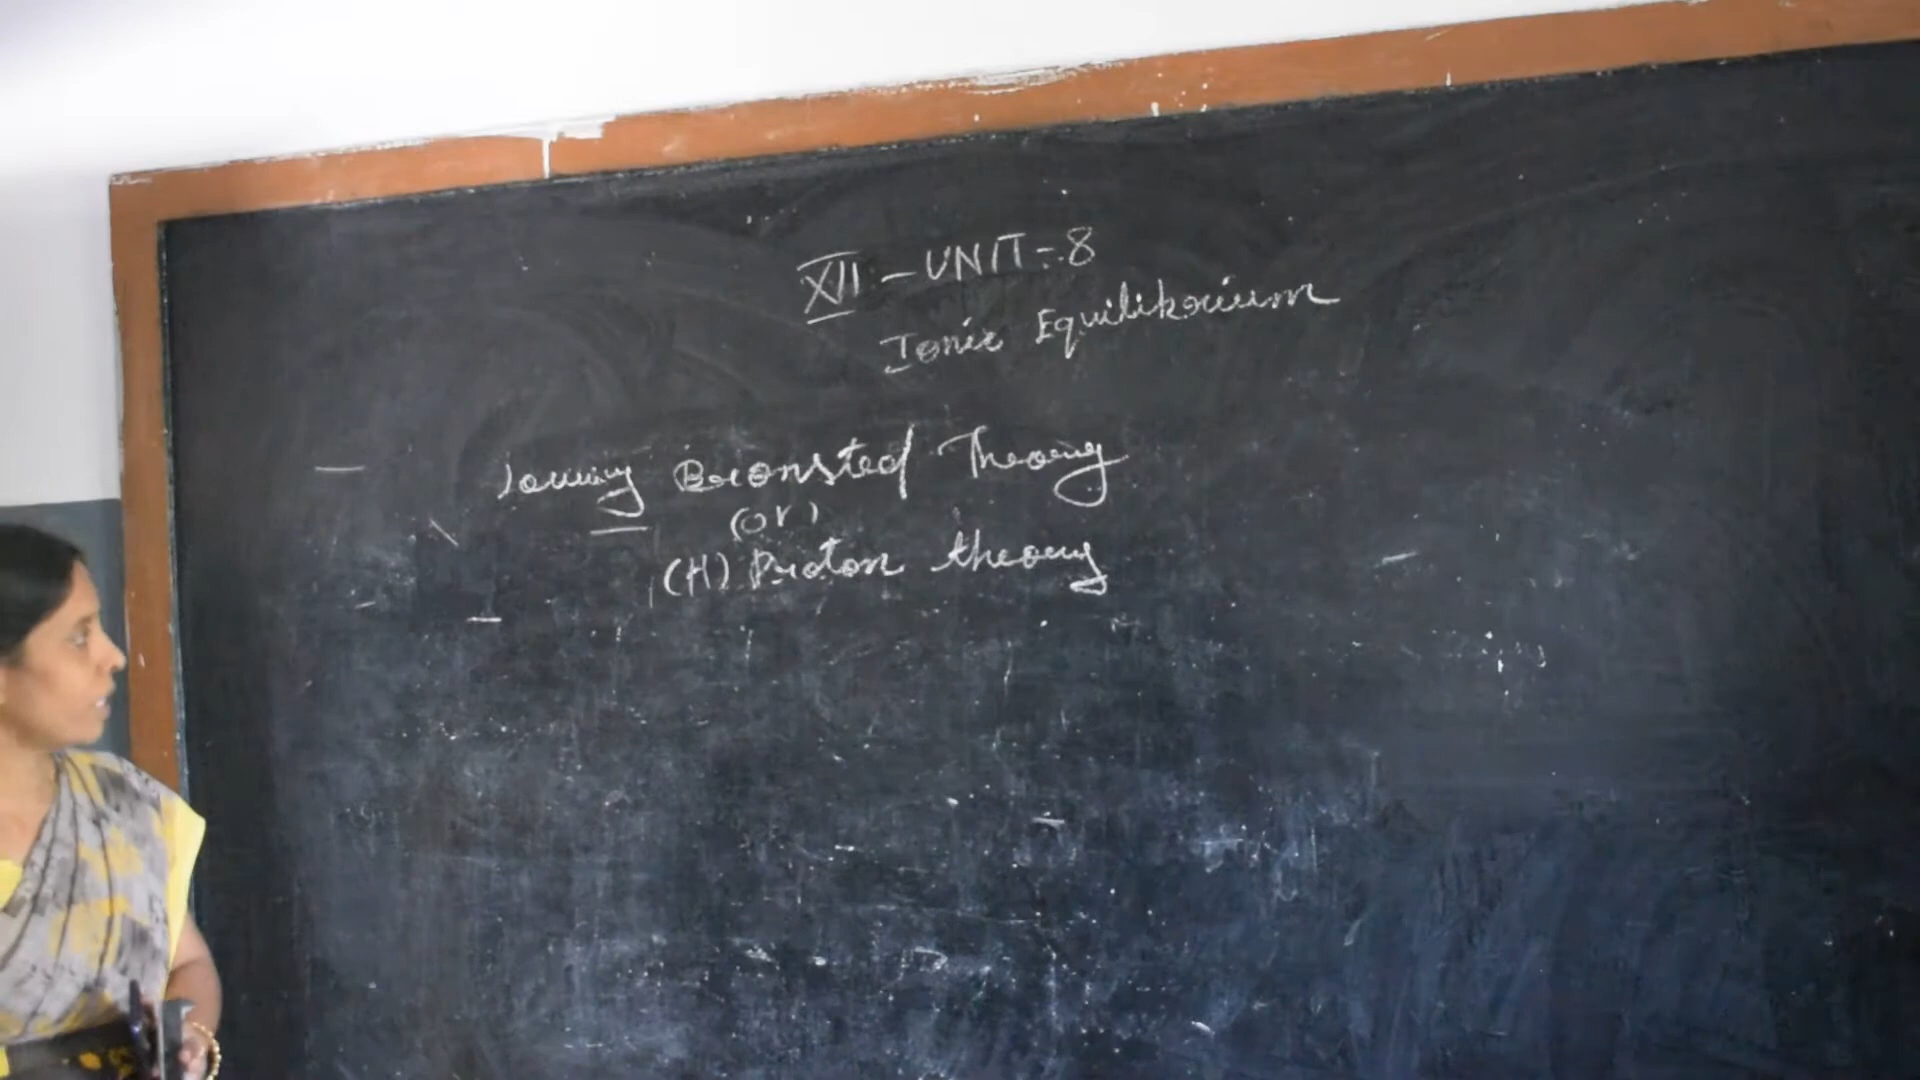 XII - UNIT - 8
Ionic Equilibrium
Lowry Bronsted Theory
(or)
(H) Proton theory